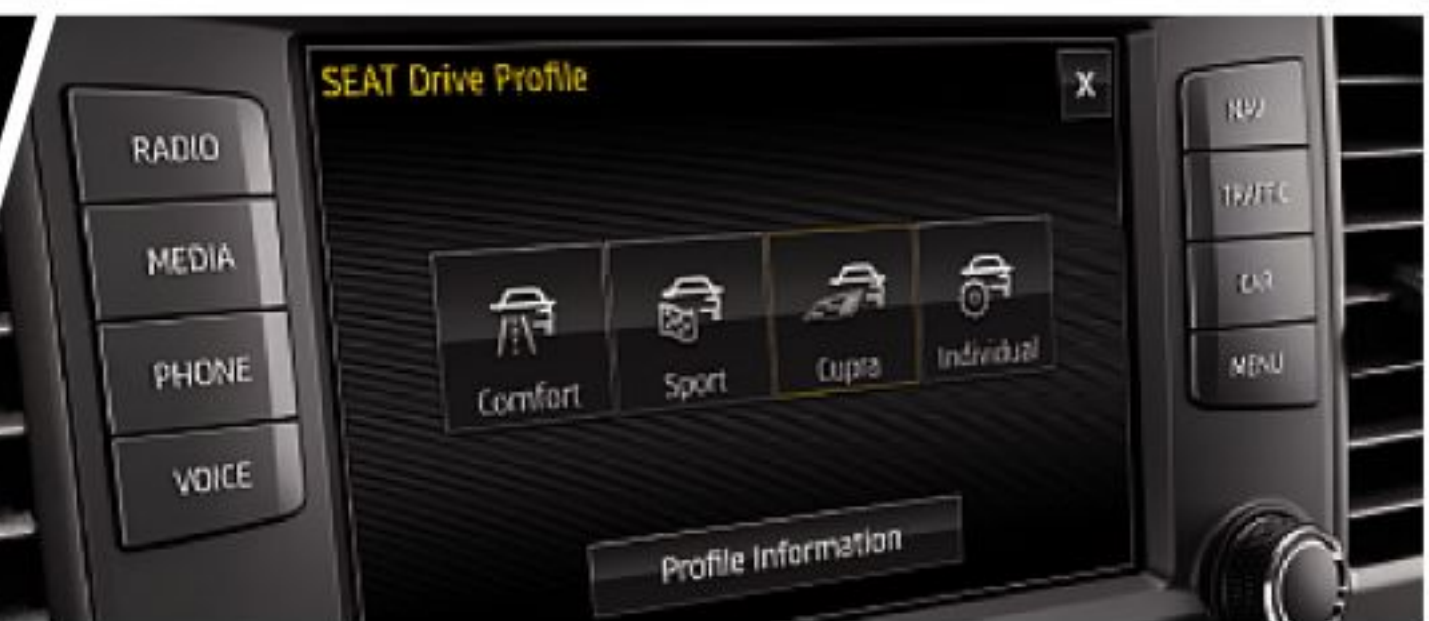 SEAT Drive Profile
X
RADIO
MEDIA
PHONE
VOICE
Comfort
Sport
Cupra
Individual
Profile Information
NAV
TRAFFIC
CAR
MENU